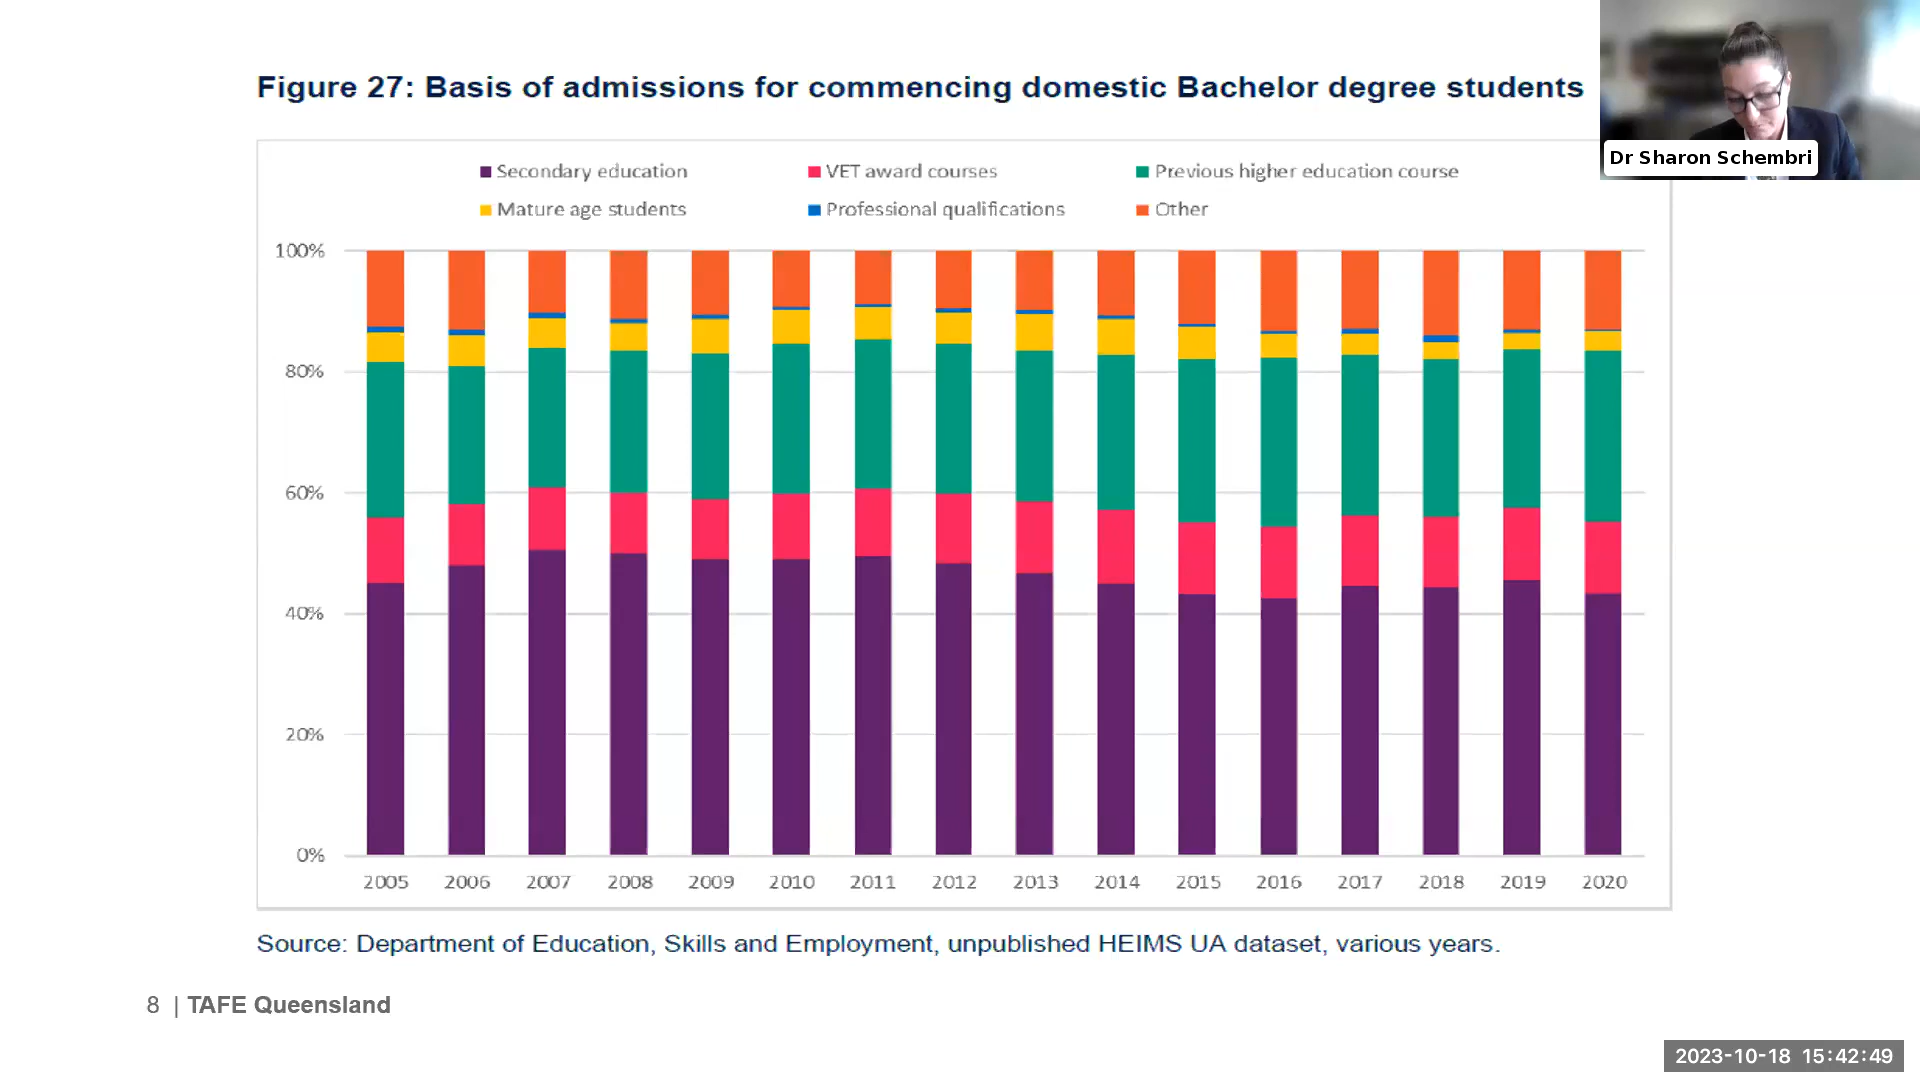 Figure 27: Basis of admissions for commencing domestic Bachelor degree students
Dr Sharon Schembri
Secondary education VET award courses Previous higher education course
Mature age students Professional qualifications Other
100%
80%
60%
40%
20%
0%
2005 2006 2007 2008 2009 2010 2011 2012 2013 2014 2015 2016 2017 2018 2019 2020
Source: Department of Education, Skills and Employment, unpublished HEIMS UA dataset, various years.
8 | TAFE Queensland
2023-10-18 15:42:49